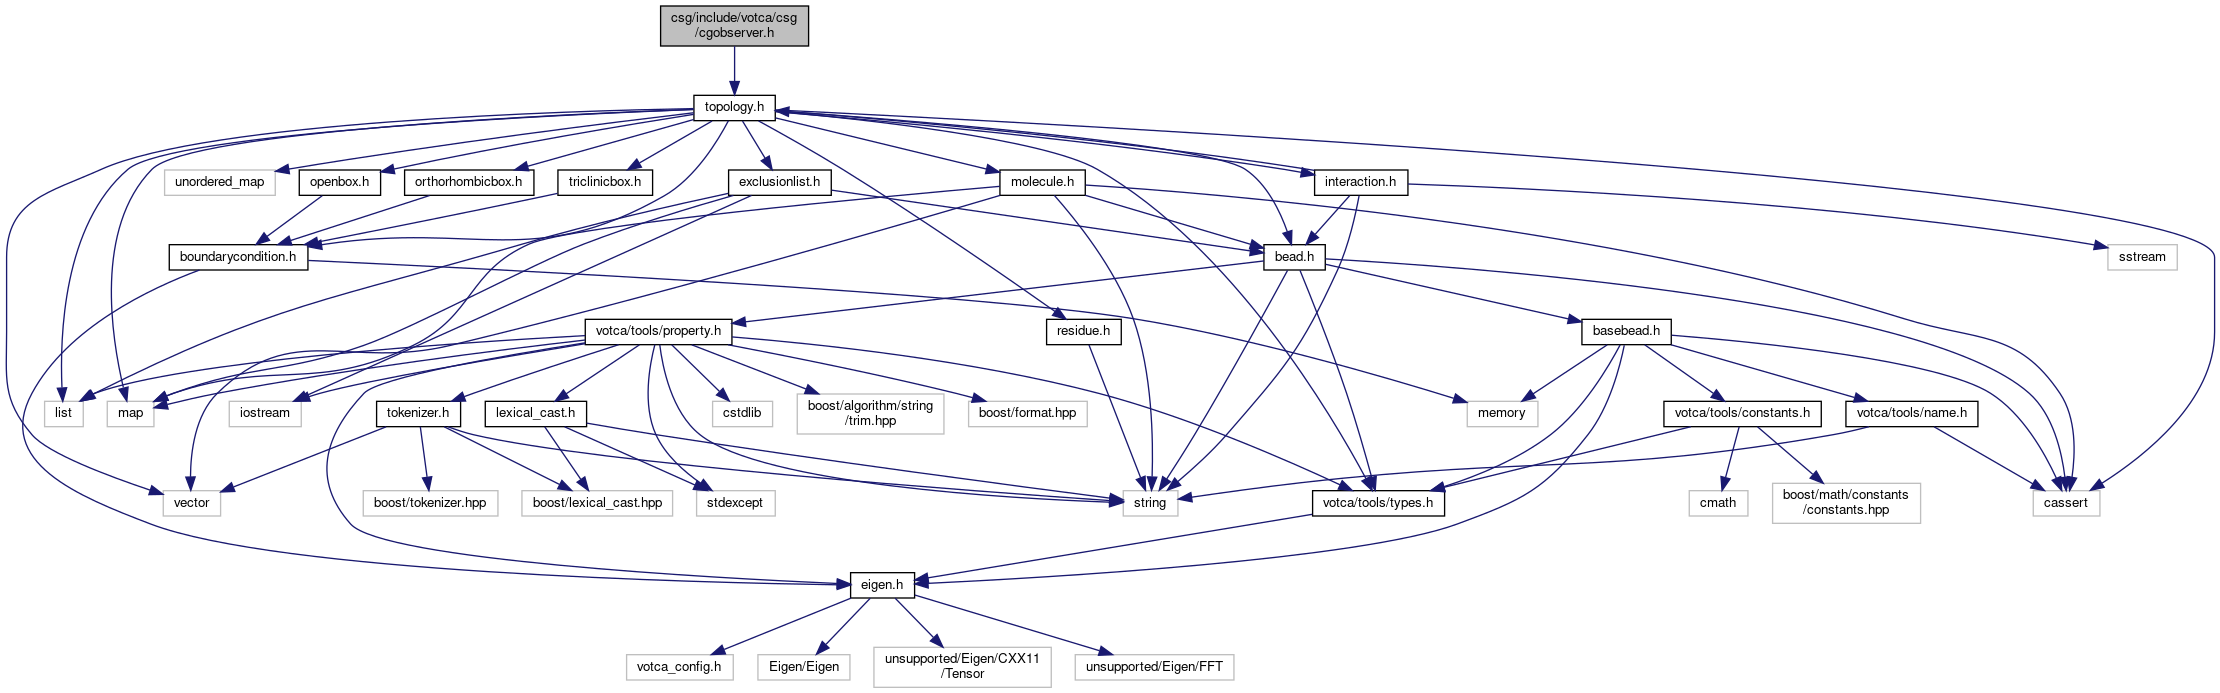 csg/include/votca/csg
/cgobserver.h
topology.h
unordered_map
openbox.h
orthorhombicbox.h
triclinicbox.h
exclusionlist.h
molecule.h
interaction.h
boundarycondition.h
bead.h
sstream
votca/tools/property.h
residue.h
basebead.h
list
map
iostream
tokenizer.h
lexical_cast.h
cstdlib
boost/algorithm/string
/trim.hpp
boost/format.hpp
memory
votca/tools/constants.h
votca/tools/name.h
vector
boost/tokenizer.hpp
boost/lexical_cast.hpp
stdexcept
string
votca/tools/types.h
cmath
boost/math/constants
/constants.hpp
cassert
eigen.h
votca_config.h
Eigen/Eigen
unsupported/Eigen/CXX11
/Tensor
unsupported/Eigen/FFT